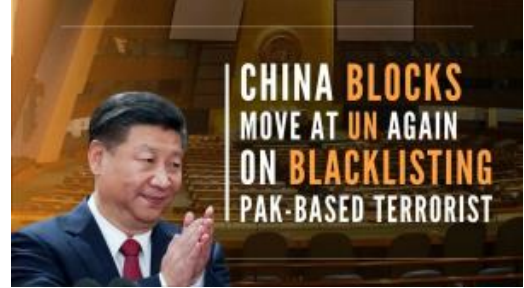 CHINA BLOCKS
MOVE AT UN AGAIN
ON BLACKLISTING
PAK-BASED TERRORIST